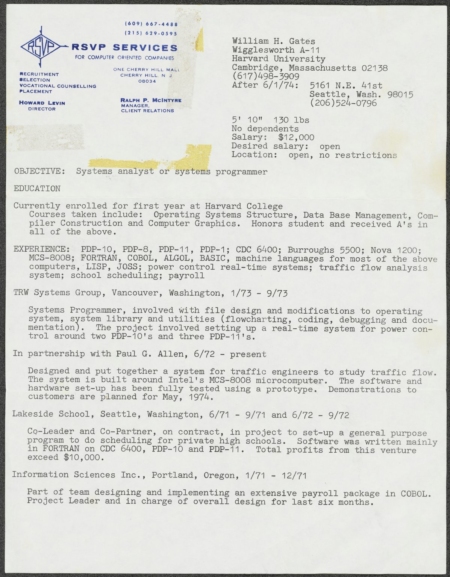 (609) 667-4488
(215) 629-0595
RSVP
RSVP SERVICES
FOR COMPUTER ORIENTED COMPANIES
ONE CHERRY HILL MALL
CHERRY HILL N. J.
08034
RECRUITMENT
SELECTION
VOCATIONAL COUNSELLING
PLACEMENT
HOWARD LEVIN
DIRECTOR
RALPH P. MCINTYRE
MANAGER,
CLIENT RELATIONS
William H. Gates
Wigglesworth A-11
Harvard University
Cambridge, Massachusetts 02138
(617)498-3909
After 6/1/74: 5161 N.E. 41st
Seattle, Wash. 98015
(206)524-0796
5' 10" 130 lbs
No dependents
Salary: $12,000
Desired salary: open
Location: open, no restrictions
OBJECTIVE: Systems analyst or systems programmer
EDUCATION
Currently enrolled for first year at Harvard College
Courses taken include: Operating Systems Structure, Data Base Management, Com-
piler Construction and Computer Graphics. Honors student and received A's in
all of the above.
EXPERIENCE: PDP-10, PDP-8, PDP-11, PDP-1; CDC 6400; Burroughs 5500; Nova 1200;
MCS-8008; FORTRAN, COBOL, ALGOL, BASIC, machine languages for most of the above
computers, LISP, JOSS; power control real-time systems; traffic flow analysis
system; school scheduling; payroll
TRW Systems Group, Vancouver, Washington, 1/73 - 9/73
Systems Programmer, involved with file design and modifications to operating
system, system library and utilities (flowcharting, coding, debugging and docu-
mentation). The project involved setting up a real-time system for power con-
trol around two PDP-10's and three PDP-11's.
In partnership with Paul G. Allen, 6/72 - present
Designed and put together a system for traffic engineers to study traffic flow.
The system is built around Intel's MCS-8008 microcomputer. The software and
hardware set-up has been fully tested using a prototype. Demonstrations to
customers are planned for May, 1974.
Lakeside School, Seattle, Washington, 6/71 - 9/71 and 6/72 - 9/72
Co-Leader and Co-Partner, on contract, in project to set-up a general purpose
program to do scheduling for private high schools. Software was written mainly
in FORTRAN on CDC 6400, PDP-10 and PDP-11. Total profits from this venture
exceed $10,000.
Information Sciences Inc., Portland, Oregon, 1/71 - 12/71
Part of team designing and implementing an extensive payroll package in COBOL.
Project Leader and in charge of overall design for last six months.